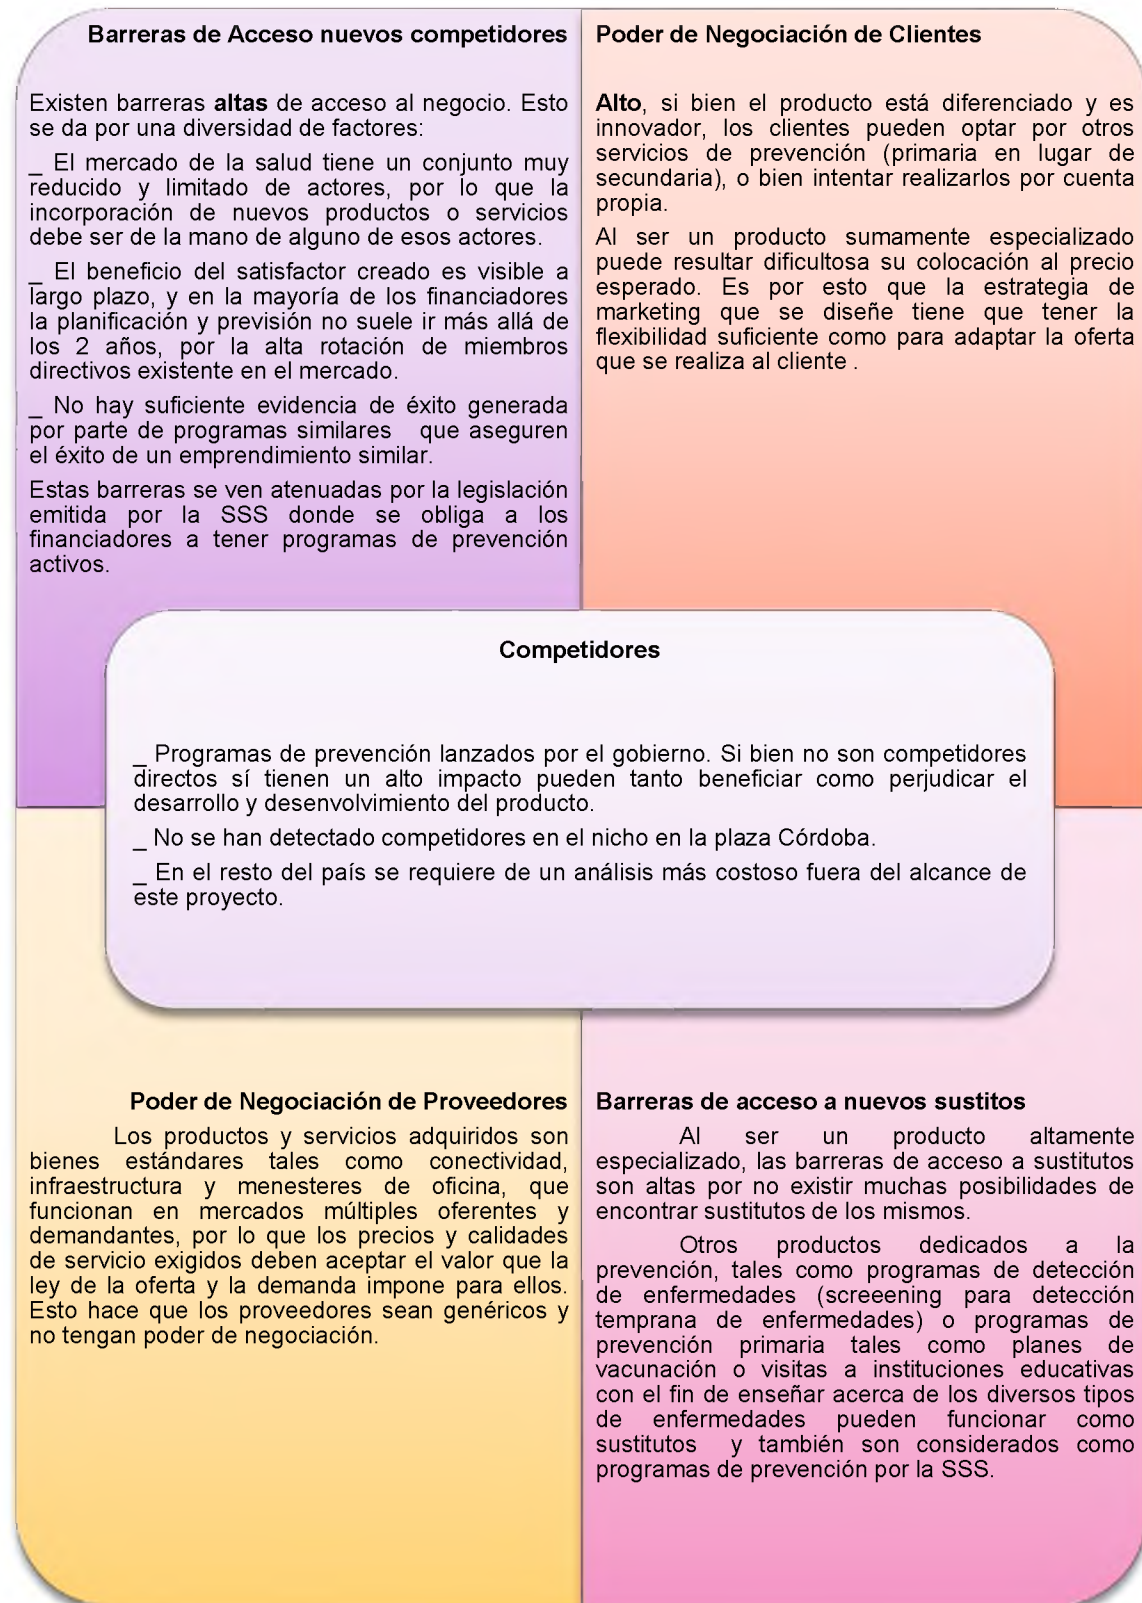 Barreras de Acceso nuevos competidores
Existen barreras altas de acceso al negocio. Esto
se da por una diversidad de factores:
_ El mercado de la salud tiene un conjunto muy
reducido y limitado de actores, por lo que la
incorporación de nuevos productos o servicios
debe ser de la mano de alguno de esos actores.
_ El beneficio del satisfactor creado es visible a
largo plazo, y en la mayoría de los financiadores
la planificación y previsión no suele ir más allá de
los 2 años, por la alta rotación de miembros
directivos existente en el mercado.
_ No hay suficiente evidencia de éxito generada
por parte de programas similares que aseguren
el éxito de un emprendimiento similar.
Estas barreras se ven atenuadas por la legislación
emitida por la SSS donde se obliga a los
financiadores a tener programas de prevención
activos.
Poder de Negociación de Clientes
Alto, si bien el producto está diferenciado y es
innovador, los clientes pueden optar por otros
servicios de prevención (primaria en lugar de
secundaria), o bien intentar realizarlos por cuenta
propia.
Al ser un producto sumamente especializado
puede resultar dificultosa su colocación al precio
esperado. Es por esto que la estrategia de
marketing que se diseñe tiene que tener la
flexibilidad suficiente como para adaptar la oferta
que se realiza al cliente .
Competidores
_ Programas de prevención lanzados por el gobierno. Si bien no son competidores
directos sí tienen un alto impacto pueden tanto beneficiar como perjudicar el
desarrollo y desenvolvimiento del producto.
_ No se han detectado competidores en el nicho en la plaza Córdoba.
_ En el resto del país se requiere de un análisis más costoso fuera del alcance de
este proyecto.
Poder de Negociación de Proveedores
Los productos y servicios adquiridos son
bienes estándares tales como conectividad,
infraestructura y menesteres de oficina, que
funcionan en mercados múltiples oferentes y
demandantes, por lo que los precios y calidades
de servicio exigidos deben aceptar el valor que la
ley de la oferta y la demanda impone para ellos.
Esto hace que los proveedores sean genéricos y
no tengan poder de negociación.
Barreras de acceso a nuevos sustitos
Al ser un producto altamente
especializado, las barreras de acceso a sustitutos
son altas por no existir muchas posibilidades de
encontrar sustitutos de los mismos.
Otros productos dedicados a la
prevención, tales como programas de detección
de enfermedades (screeening para detección
temprana de enfermedades) o programas de
prevención primaria tales como planes de
vacunación o visitas a instituciones educativas
con el fin de enseñar acerca de los diversos tipos
de enfermedades pueden funcionar como
sustitutos y también son considerados como
programas de prevención por la SSS.